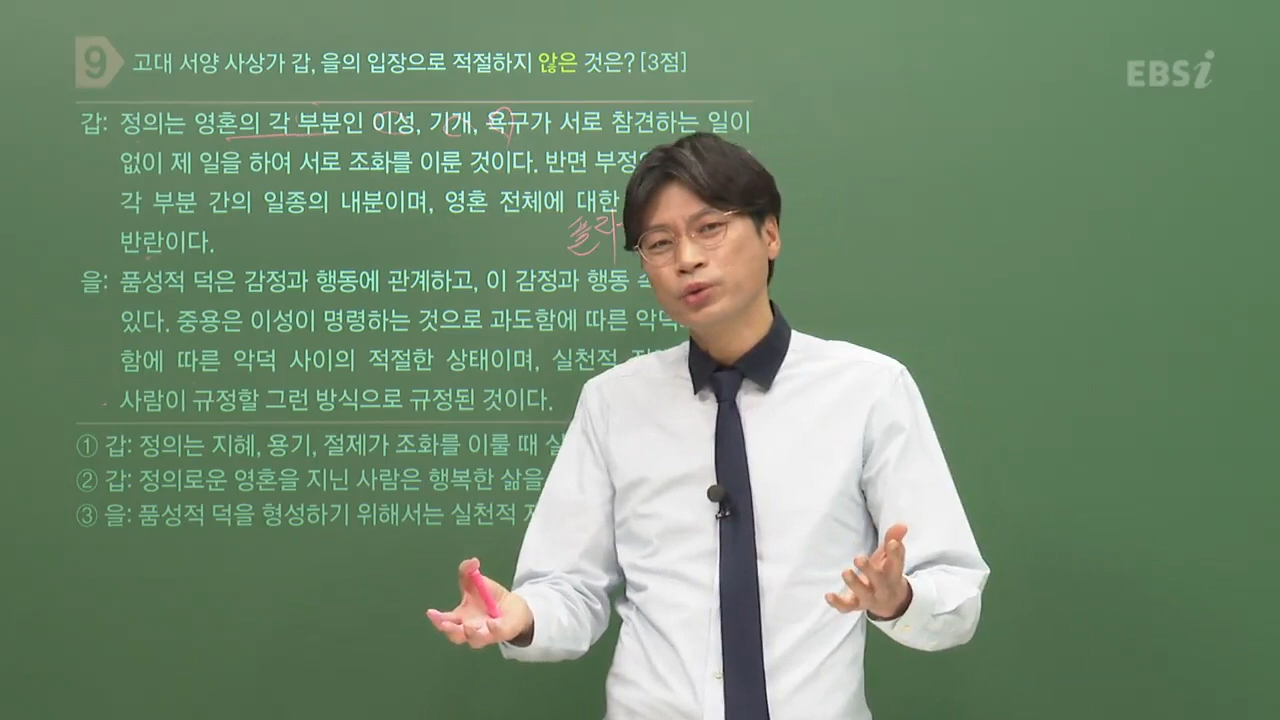 9 고대 서양 사상가 갑, 을의 입장으로 적절하지 않은 것은? [3점]
EBSi
갑: 정의는 영혼의 각 부분인 이성, 기개, 욕구가 서로 참견하는 일이
없이 제 일을 하여 서로 조화를 이룬 것이다. 반면
각 부분 간의 일종의 내분이며, 영혼 전체에 대한
플라
반란이다.
을: 품성적 덕은 감정과 행동에 관계하고, 이 감정과 행동
있다. 중용은 이성이 명령하는 것으로 과도함에 따른
함에 따른 악덕 사이의 적절한 상태이며, 실천적
사람이 규정할 그런 방식으로 규정된 것이다.
① 갑: 정의는 지혜, 용기, 절제가 조화를 이룰 때
② 갑: 정의로운 영혼을 지닌 사람은 행복한 삶을
③ 을: 품성적 덕을 형성하기 위해서는 실천적